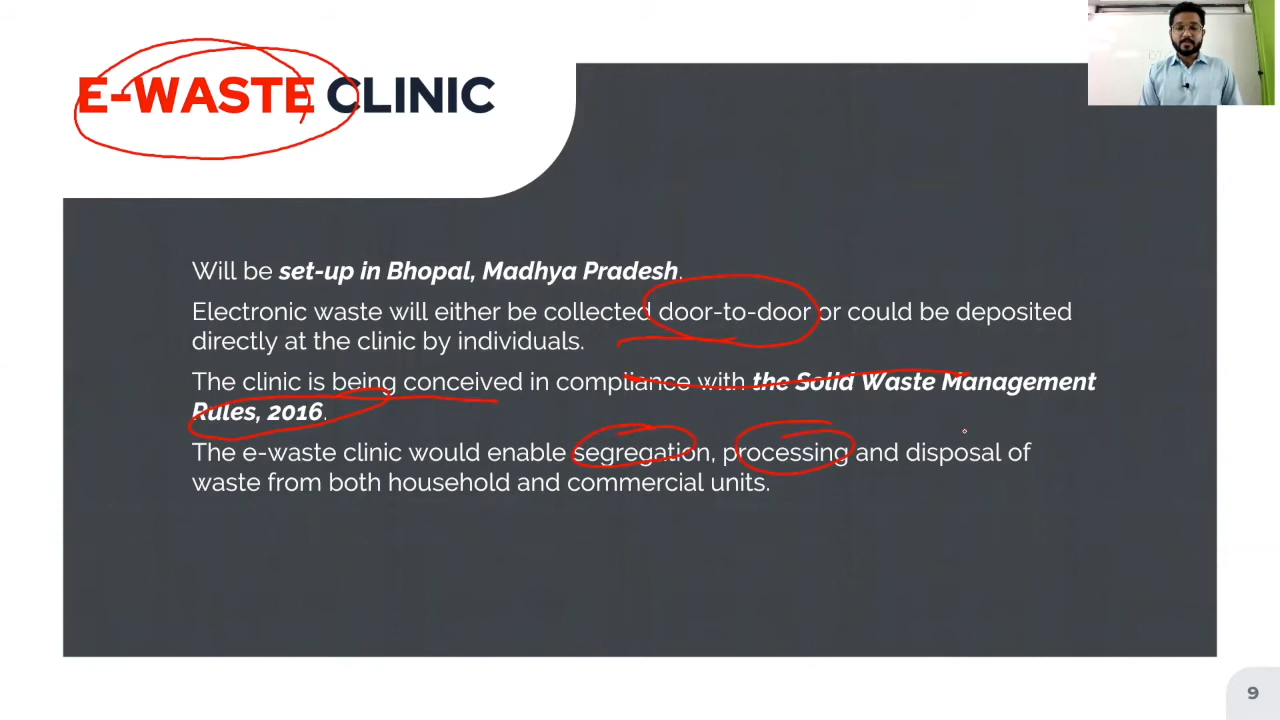 E-WASTE CLINIC
Will be set-up in Bhopal, Madhya Pradesh.
Electronic waste will either be collected door-to-door or could be deposited
directly at the clinic by individuals.
The clinic is being conceived in compliance with the Solid Waste Management
Rules, 2016.
The e-waste clinic would enable segregation, processing and disposal of
waste from both household and commercial units.
9